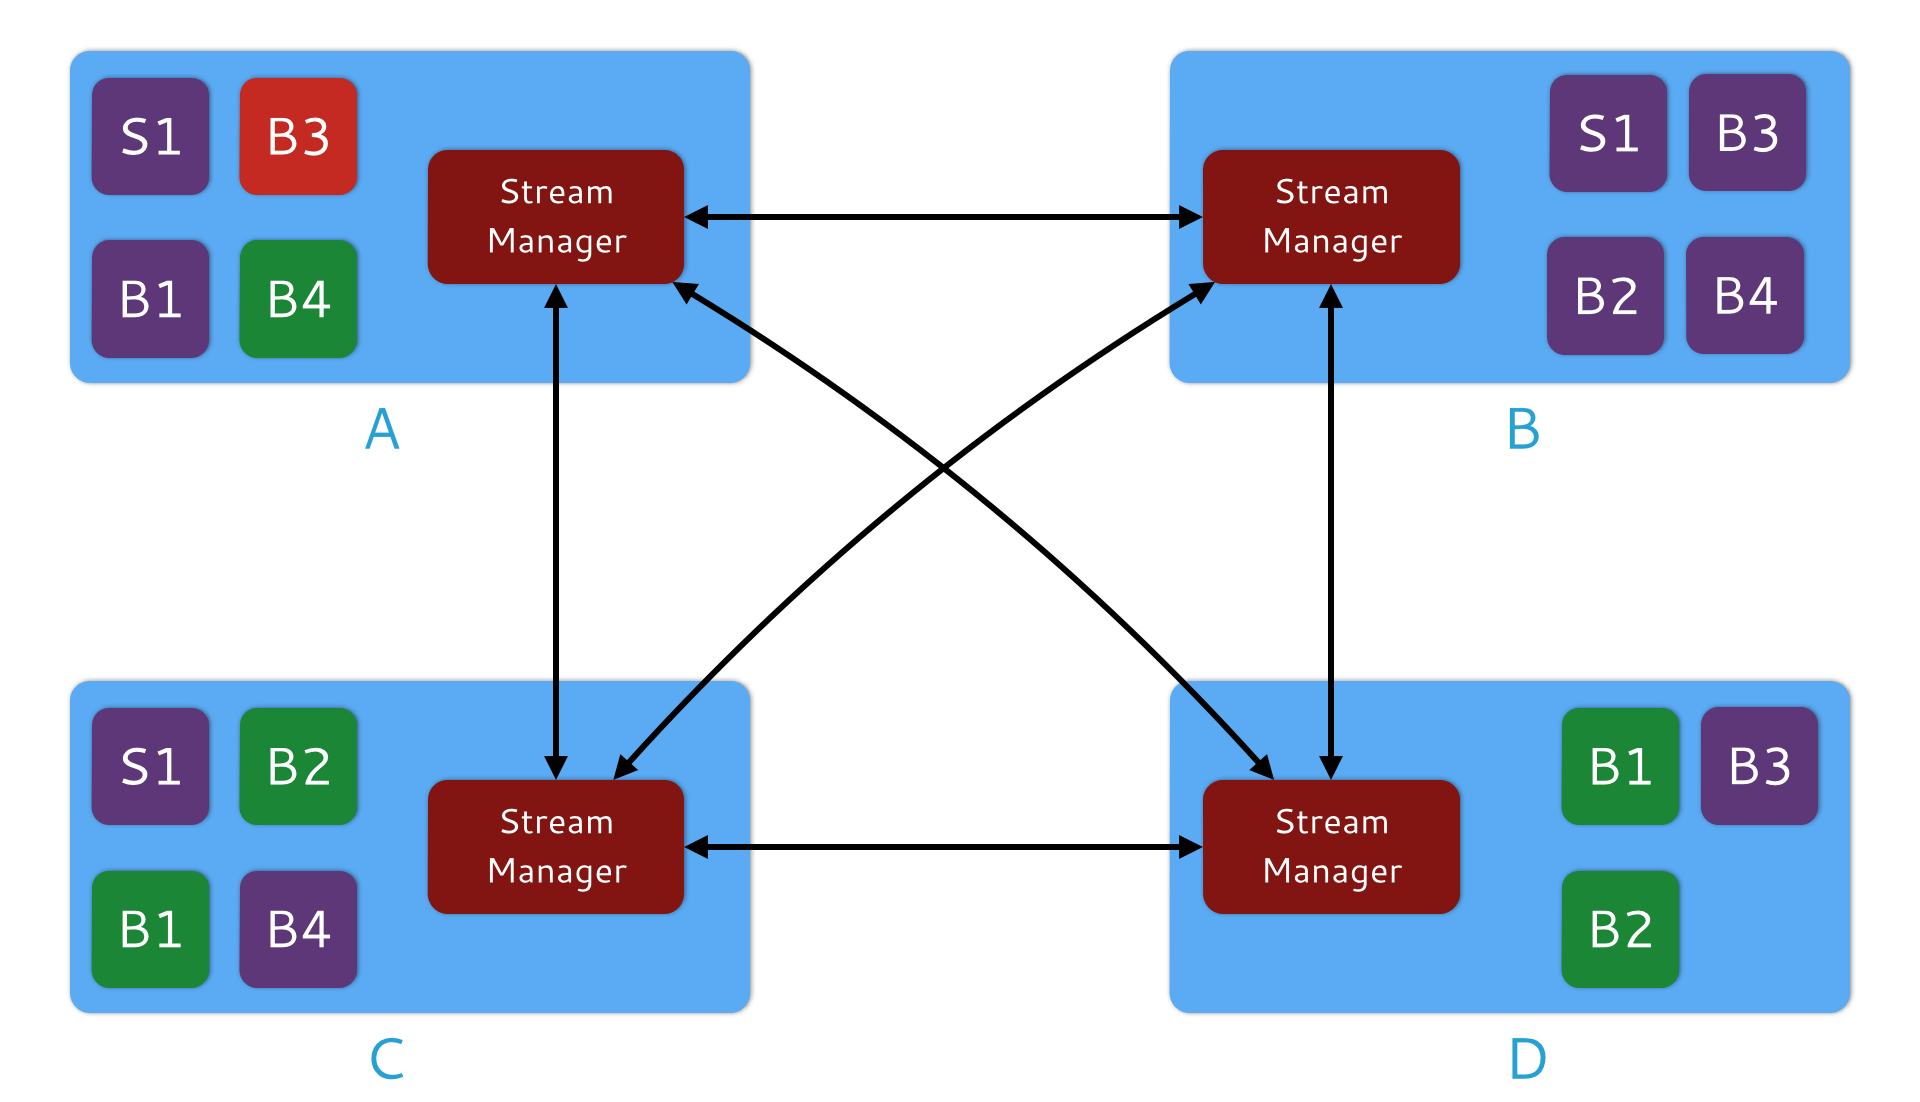 S1 B3
Stream
Manager
B1 B4
A
Stream
Manager
S1 B3
B2 B4
B
S1 B2
Stream
Manager
B1 B4
C
Stream
Manager
B1 B3
B2
D